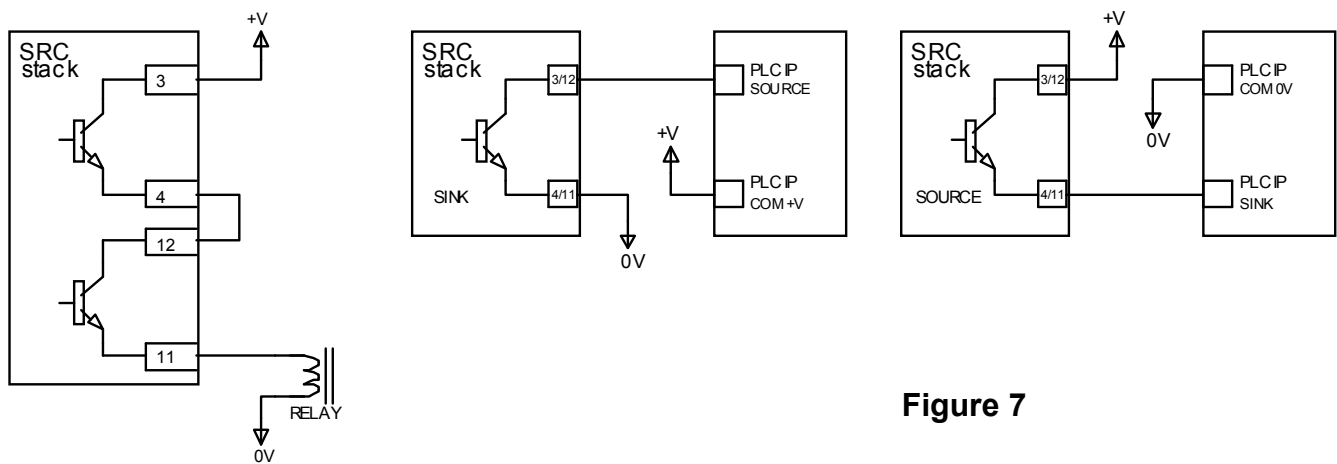 +V
SRC
stack
3
4
12
11
RELAY
0V
SRC
stack
3/12
SINK
4/11
0V
+V
PLC IP
SOURCE
PLC IP
COM +V
SRC
stack
3/12
SOURCE
4/11
+V
0V
PLC IP
COM 0V
PLC IP
SINK
Figure 7